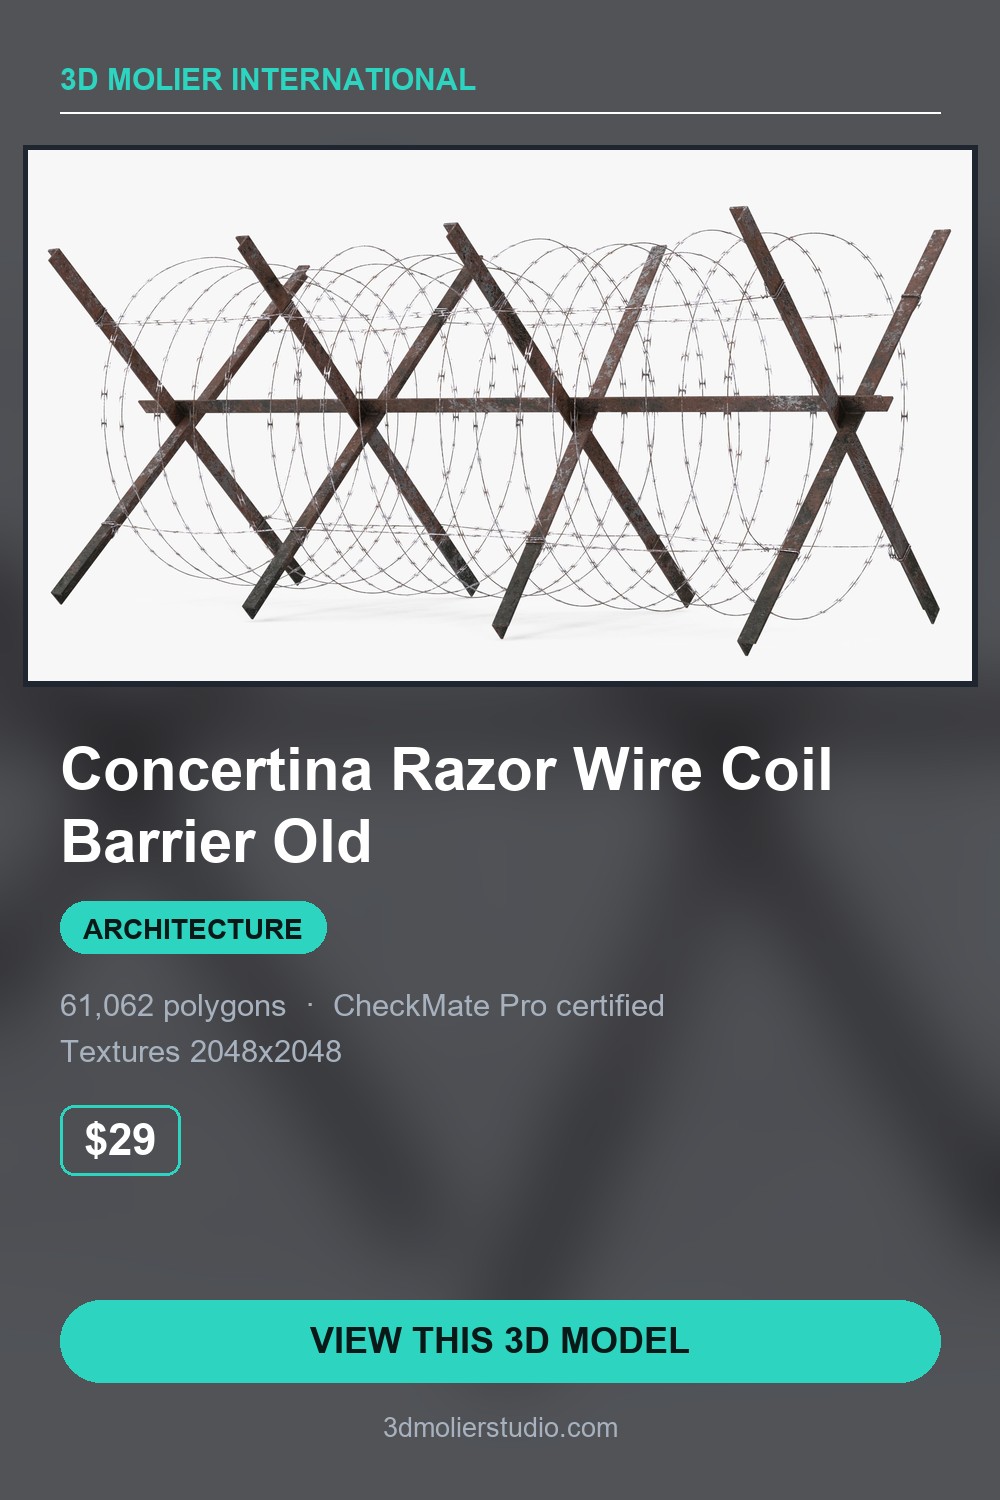 3D MOLIER INTERNATIONAL
Concertina Razor Wire Coil
Barrier Old
ARCHITECTURE
61,062 polygons · CheckMate Pro certified
Textures 2048x2048
$29
VIEW THIS 3D MODEL
3dmolierstudio.com